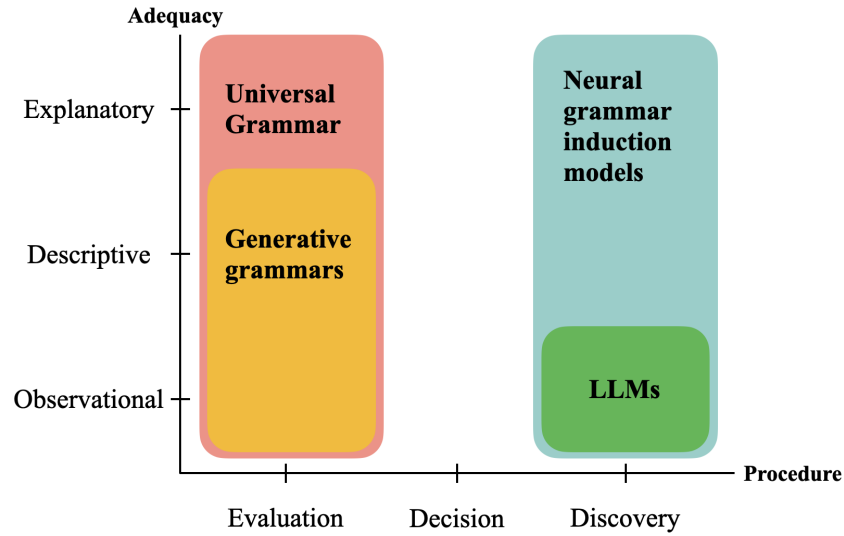 Adequacy
Explanatory
Universal
Grammar
Neural
grammar
induction
models
Descriptive
Generative
grammars
Observational
LLMs
Procedure
Evaluation
Decision
Discovery